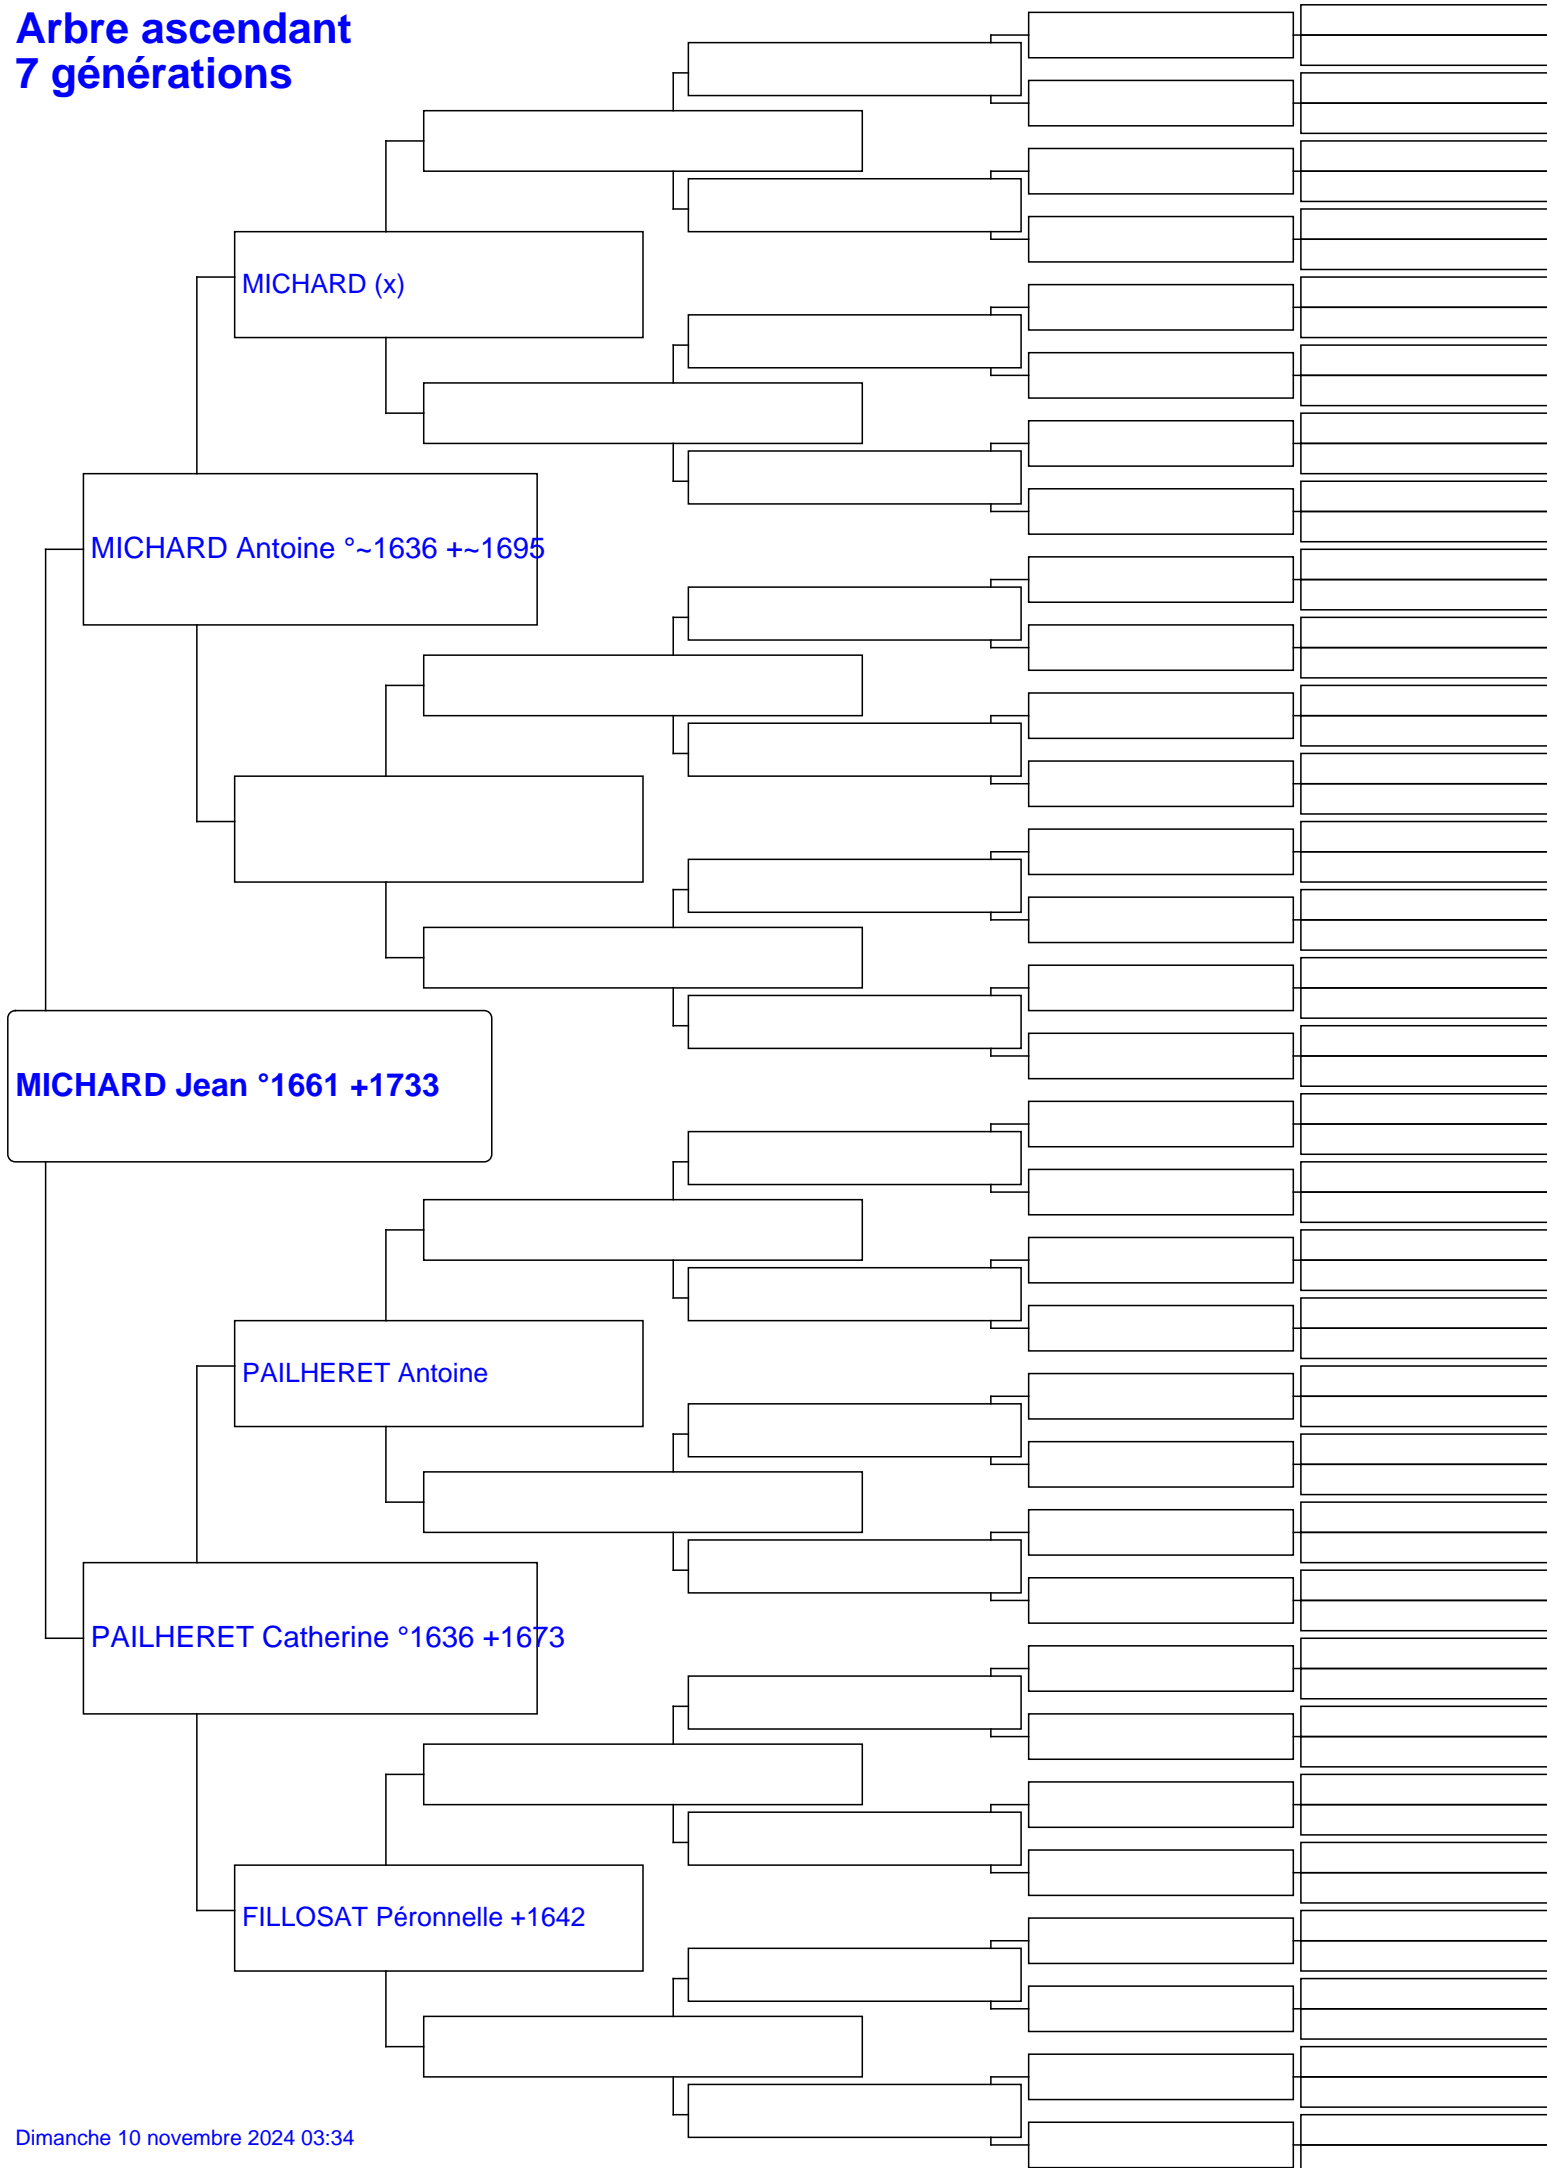 Arbre ascendant
7 générations
MICHARD (x)
MICHARD Antoine °~1636 +~1695
MICHARD Jean °1661 +1733
PAILHERET Antoine
PAILHERET Catherine °1636 +1673
FILLOSAT Péronnelle +1642
Dimanche 10 novembre 2024 03:34